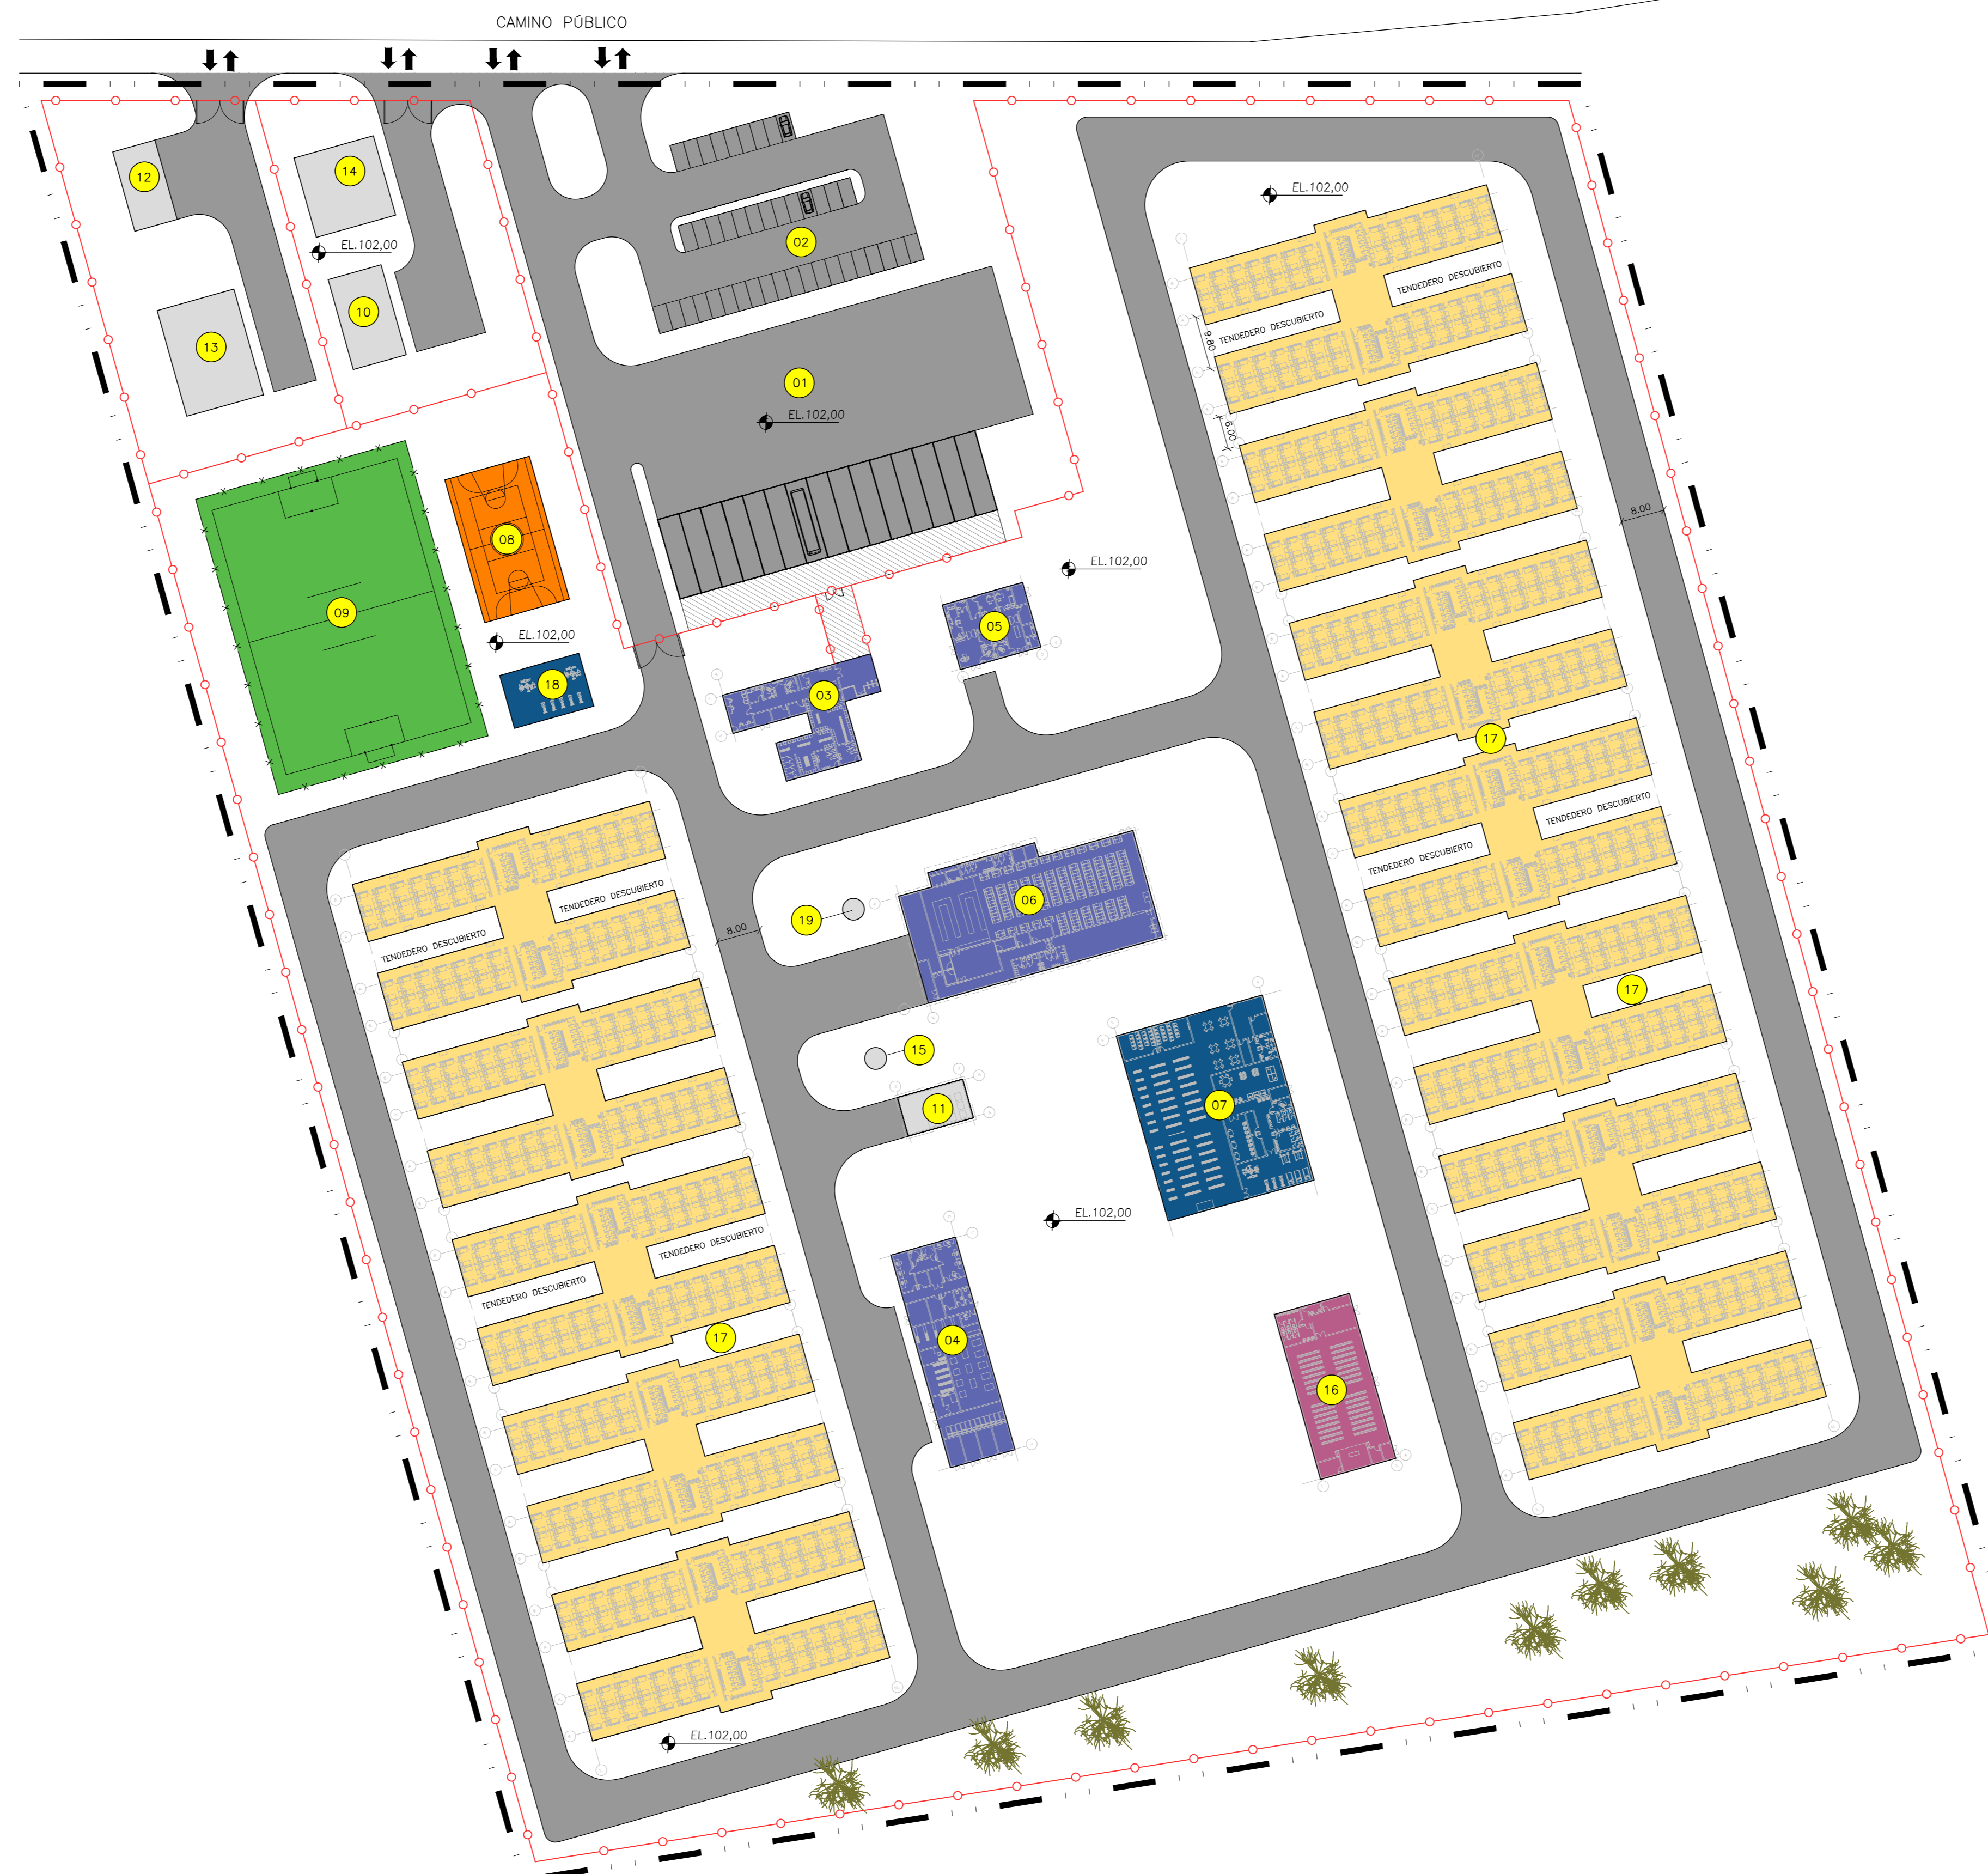 CAMINO PÚBLICO
12
14
EL.102,00
02
EL.102,00
10
13
01
EL.102,00
TENDEDERO DESCUBIERTO
TENDEDERO DESCUBIERTO
9.80
6.00
8.00
08
09
EL.102,00
18
EL.102,00
05
03
17
TENDEDERO DESCUBIERTO
TENDEDERO DESCUBIERTO
TENDEDERO DESCUBIERTO
TENDEDERO DESCUBIERTO
8.00
19
06
17
15
11
07
EL.102,00
TENDEDERO DESCUBIERTO
TENDEDERO DESCUBIERTO
17
04
16
EL.102,00